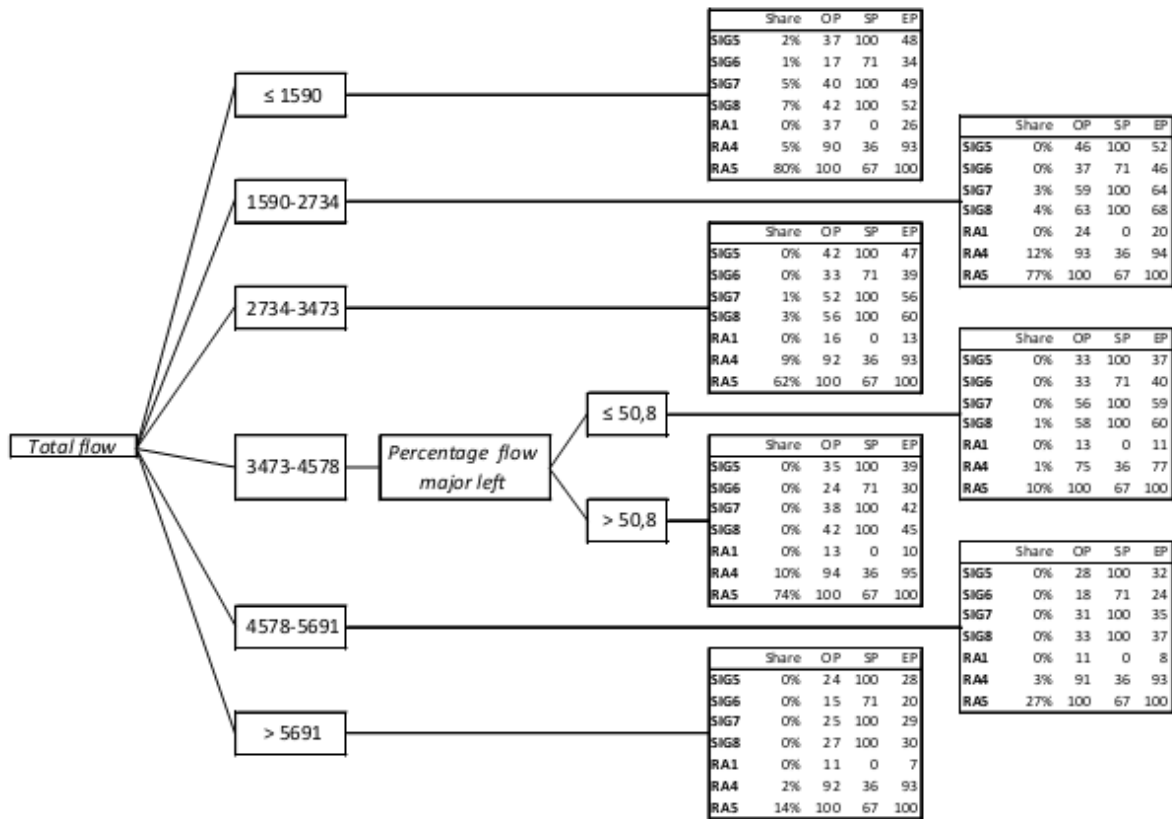 Total flow
≤ 1590
Share OP SP EP
SIG5 2% 37 100 48
SIG6 1% 17 71 34
SIG7 5% 40 100 49
SIG8 7% 42 100 52
RA1 0% 37 0 26
RA4 5% 90 36 93
RA5 80% 100 67 100
1590-2734
Share OP SP EP
SIG5 0% 46 100 52
SIG6 0% 37 71 46
SIG7 3% 59 100 64
SIG8 4% 63 100 68
RA1 0% 24 0 20
RA4 12% 93 36 94
RA5 77% 100 67 100
2734-3473
Share OP SP EP
SIG5 0% 42 100 47
SIG6 0% 33 71 39
SIG7 1% 52 100 56
SIG8 3% 56 100 60
RA1 0% 16 0 13
RA4 9% 92 36 93
RA5 62% 100 67 100
3473-4578
Percentage flow
major left
≤ 50,8
Share OP SP EP
SIG5 0% 33 100 37
SIG6 0% 33 71 40
SIG7 0% 56 100 59
SIG8 1% 58 100 60
RA1 0% 13 0 11
RA4 1% 75 36 77
RA5 10% 100 67 100
> 50,8
Share OP SP EP
SIG5 0% 35 100 39
SIG6 0% 24 71 30
SIG7 0% 38 100 42
SIG8 0% 42 100 45
RA1 0% 13 0 10
RA4 10% 94 36 95
RA5 74% 100 67 100
4578-5691
Share OP SP EP
SIG5 0% 28 100 32
SIG6 0% 18 71 24
SIG7 0% 31 100 35
SIG8 0% 33 100 37
RA1 0% 11 0 8
RA4 3% 91 36 93
RA5 27% 100 67 100
> 5691
Share OP SP EP
SIG5 0% 24 100 28
SIG6 0% 15 71 20
SIG7 0% 25 100 29
SIG8 0% 27 100 30
RA1 0% 11 0 7
RA4 2% 92 36 93
RA5 14% 100 67 100